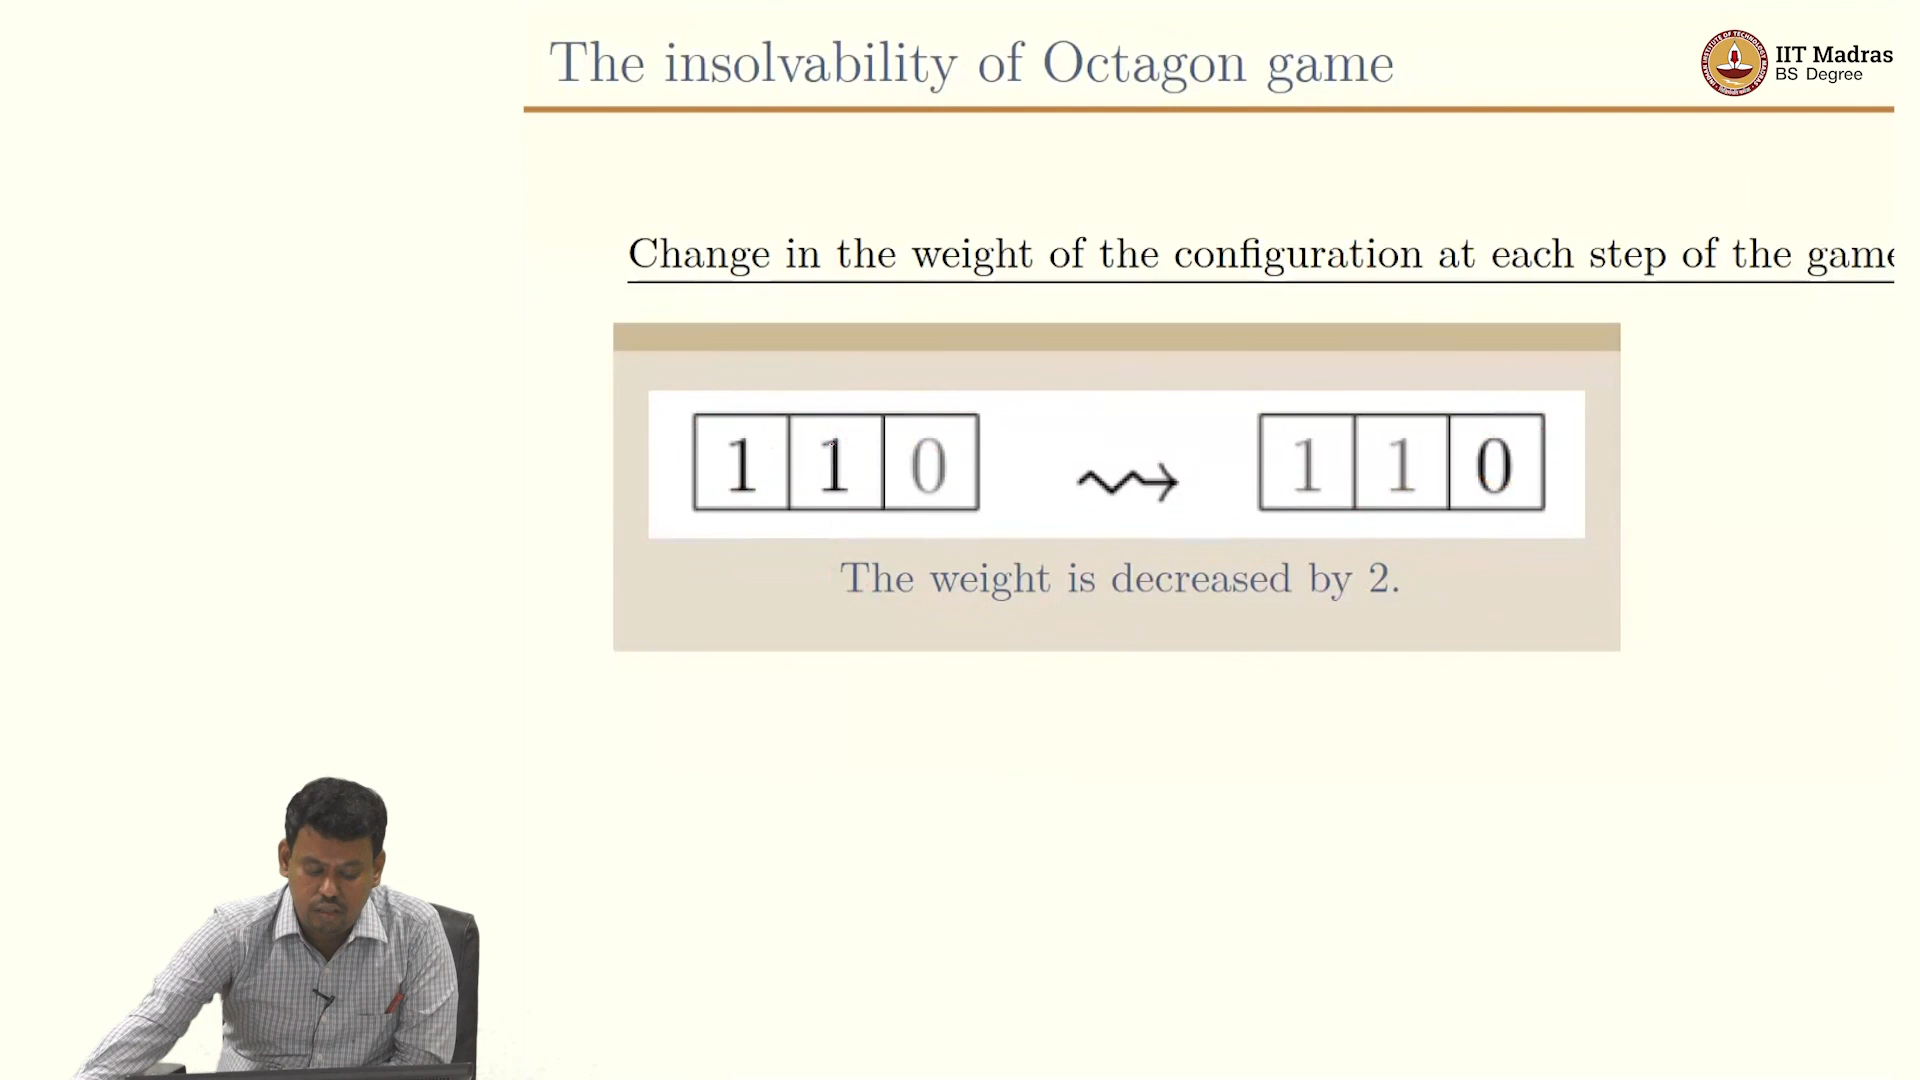 The insolvability of Octagon game
IIT Madras
BS Degree
Change in the weight of the configuration at each step of the game
1 1 0 1 1 0
The weight is decreased by 2.